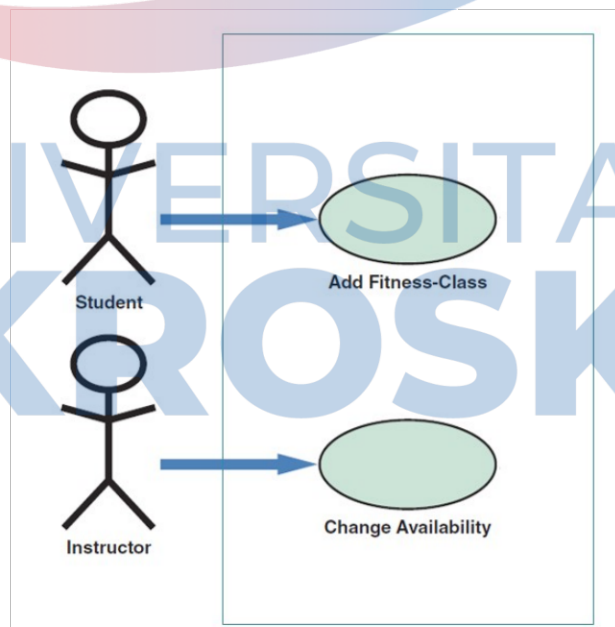 IVERSITA
KROSK
Student
Add Fitness-Class
Instructor
Change Availability